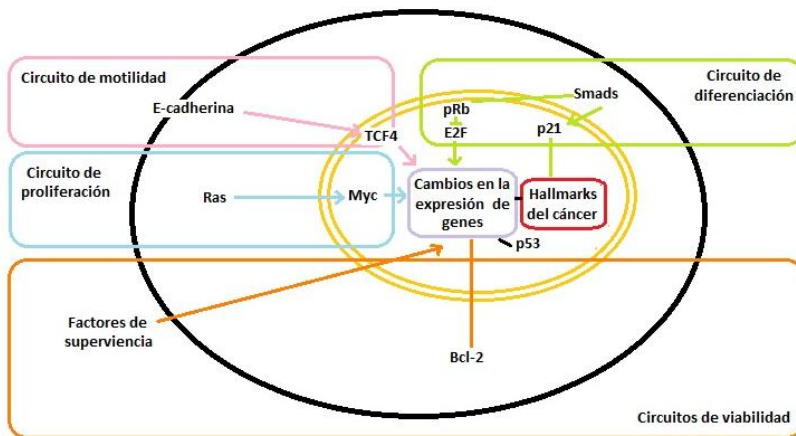 Circuito de motilidad
E-cadherina
TCF4
Circuito de
diferenciación
Smads
pRb
E2F
p21
Circuito de
proliferación
Ras
Myc
Cambios en la
expresión de
genes
Hallmarks
del cáncer
p53
Factores de
superviencia
Bcl-2
Circuitos de viabilidad